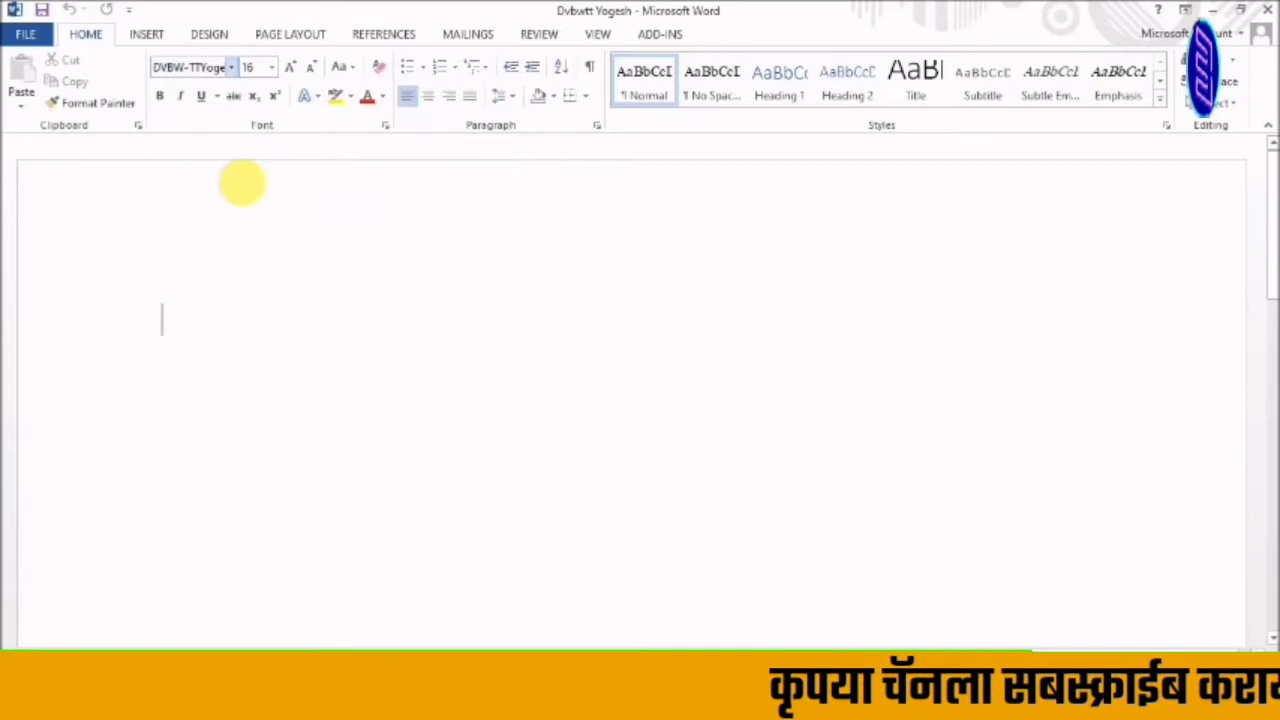 Dvbwtt Yogesh - Microsoft Word
FILE HOME INSERT DESIGN PAGE LAYOUT REFERENCES MAILINGS REVIEW VIEW ADD-INS
Paste
Cut
Copy
Format Painter
DVBW-TTYoge 16
AaBbCcI AaBbCcI AaBbCc AaBbCcD AaBl AaBbCcD AaBbCcI AaBbCcI
¶ Normal ¶ No Spac... Heading 1 Heading 2 Title Subtitle Subtle Em... Emphasis
Clipboard Font Paragraph Styles Editing
कृपया चॅनला सबस्क्राईब कराय